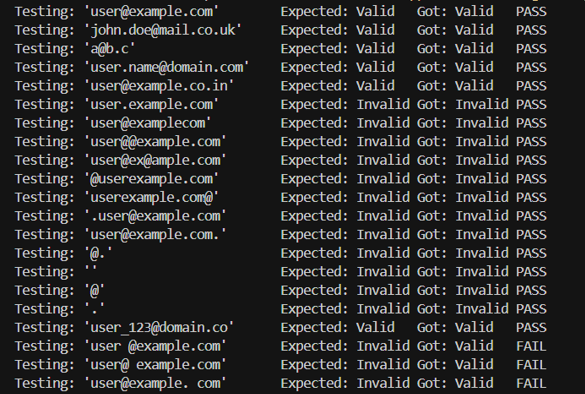 Testing: 'user@example.com' Expected: Valid Got: Valid PASS
Testing: 'john.doe@mail.co.uk' Expected: Valid Got: Valid PASS
Testing: 'a@b.c' Expected: Valid Got: Valid PASS
Testing: 'user.name@domain.com' Expected: Valid Got: Valid PASS
Testing: 'user@example.co.in' Expected: Valid Got: Valid PASS
Testing: 'user.example.com' Expected: Invalid Got: Invalid PASS
Testing: 'user@examplecom' Expected: Invalid Got: Invalid PASS
Testing: 'user@@example.com' Expected: Invalid Got: Invalid PASS
Testing: 'user@ex@ample.com' Expected: Invalid Got: Invalid PASS
Testing: '@userexample.com' Expected: Invalid Got: Invalid PASS
Testing: 'userexample.com@' Expected: Invalid Got: Invalid PASS
Testing: '.user@example.com' Expected: Invalid Got: Invalid PASS
Testing: 'user@example.com.' Expected: Invalid Got: Invalid PASS
Testing: '@.' Expected: Invalid Got: Invalid PASS
Testing: '' Expected: Invalid Got: Invalid PASS
Testing: '@' Expected: Invalid Got: Invalid PASS
Testing: '.' Expected: Invalid Got: Invalid PASS
Testing: 'user_123@domain.co' Expected: Valid Got: Valid PASS
Testing: 'user @example.com' Expected: Invalid Got: Valid FAIL
Testing: 'user@ example.com' Expected: Invalid Got: Valid FAIL
Testing: 'user@example. com' Expected: Invalid Got: Valid FAIL